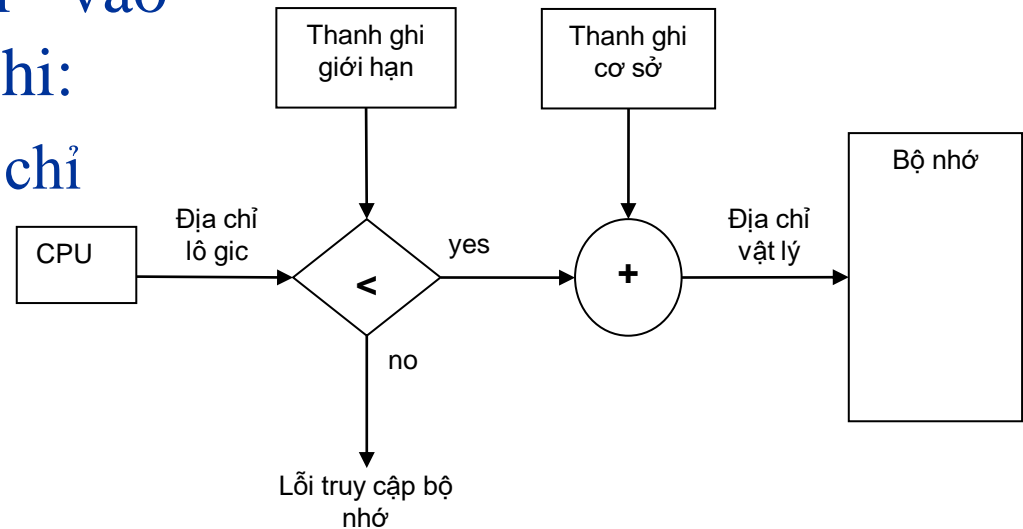 vào
hi:
chỉ
Thanh ghi
giới hạn
Thanh ghi
cơ sở
Bộ nhớ
CPU
Địa chỉ
lô gic
<
yes
+
Địa chỉ
vật lý
no
Lỗi truy cập bộ
nhớ